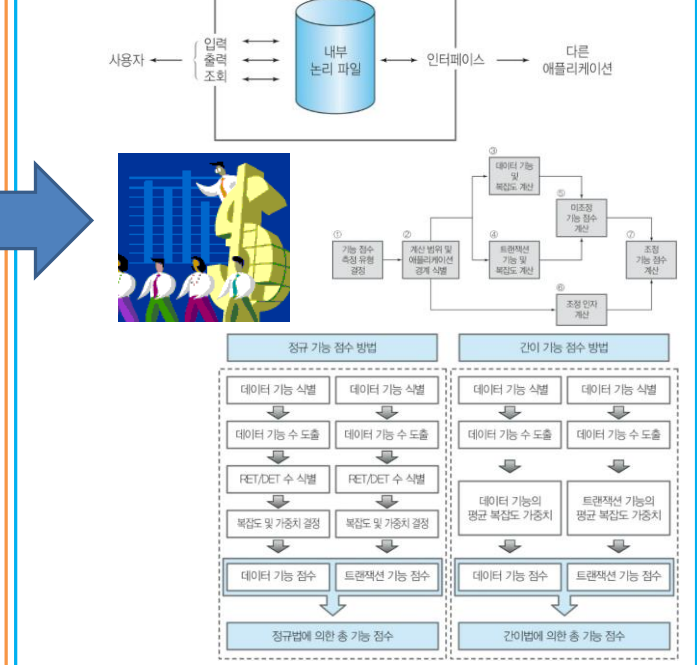 사용자
입력
출력
조회
내부
논리 파일
인터페이스
다른
애플리케이션
①
기능 점수
측정 유형
결정
②
계산 범위 및
애플리케이션
경계 식별
③
데이터 기능
및
복잡도 계산
④
트랜잭션
기능 및
복잡도 계산
⑤
미조정
기능 점수
계산
⑥
조정 인자
계산
⑦
조정
기능 점수
계산
정규 기능 점수 방법
데이터 기능 식별
데이터 기능 식별
데이터 기능 수 도출
데이터 기능 수 도출
RET/DET 수 식별
RET/DET 수 식별
복잡도 및 가중치 결정
복잡도 및 가중치 결정
데이터 기능 점수
트랜잭션 기능 점수
정규법에 의한 총 기능 점수
간이 기능 점수 방법
데이터 기능 식별
데이터 기능 식별
데이터 기능 수 도출
데이터 기능 수 도출
데이터 기능의
평균 복잡도 가중치
트랜잭션 기능의
평균 복잡도 가중치
데이터 기능 점수
트랜잭션 기능 점수
간이법에 의한 총 기능 점수